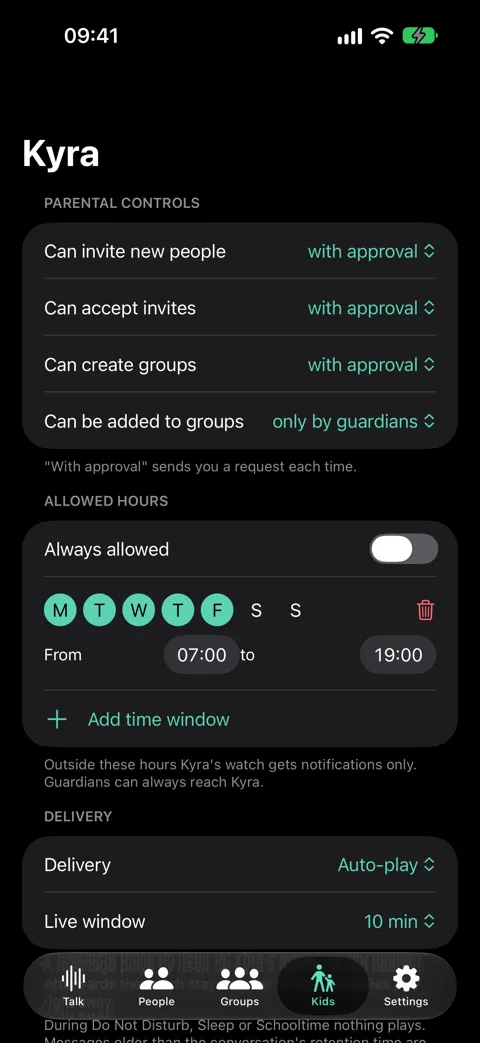 09:41
Kyra
PARENTAL CONTROLS
Can invite new people with approval
Can accept invites with approval
Can create groups with approval
Can be added to groups only by guardians
"With approval" sends you a request each time.
ALLOWED HOURS
Always allowed
M T W T F S S
From 07:00 to 19:00
Add time window
Outside these hours Kyra's watch gets notifications only.
Guardians can always reach Kyra.
DELIVERY
Delivery Auto-play
Live window 10 min
Talk People Groups Kids Settings
During Do Not Disturb, Sleep or Schooltime nothing plays.
Messages older than the conversation's retention time are